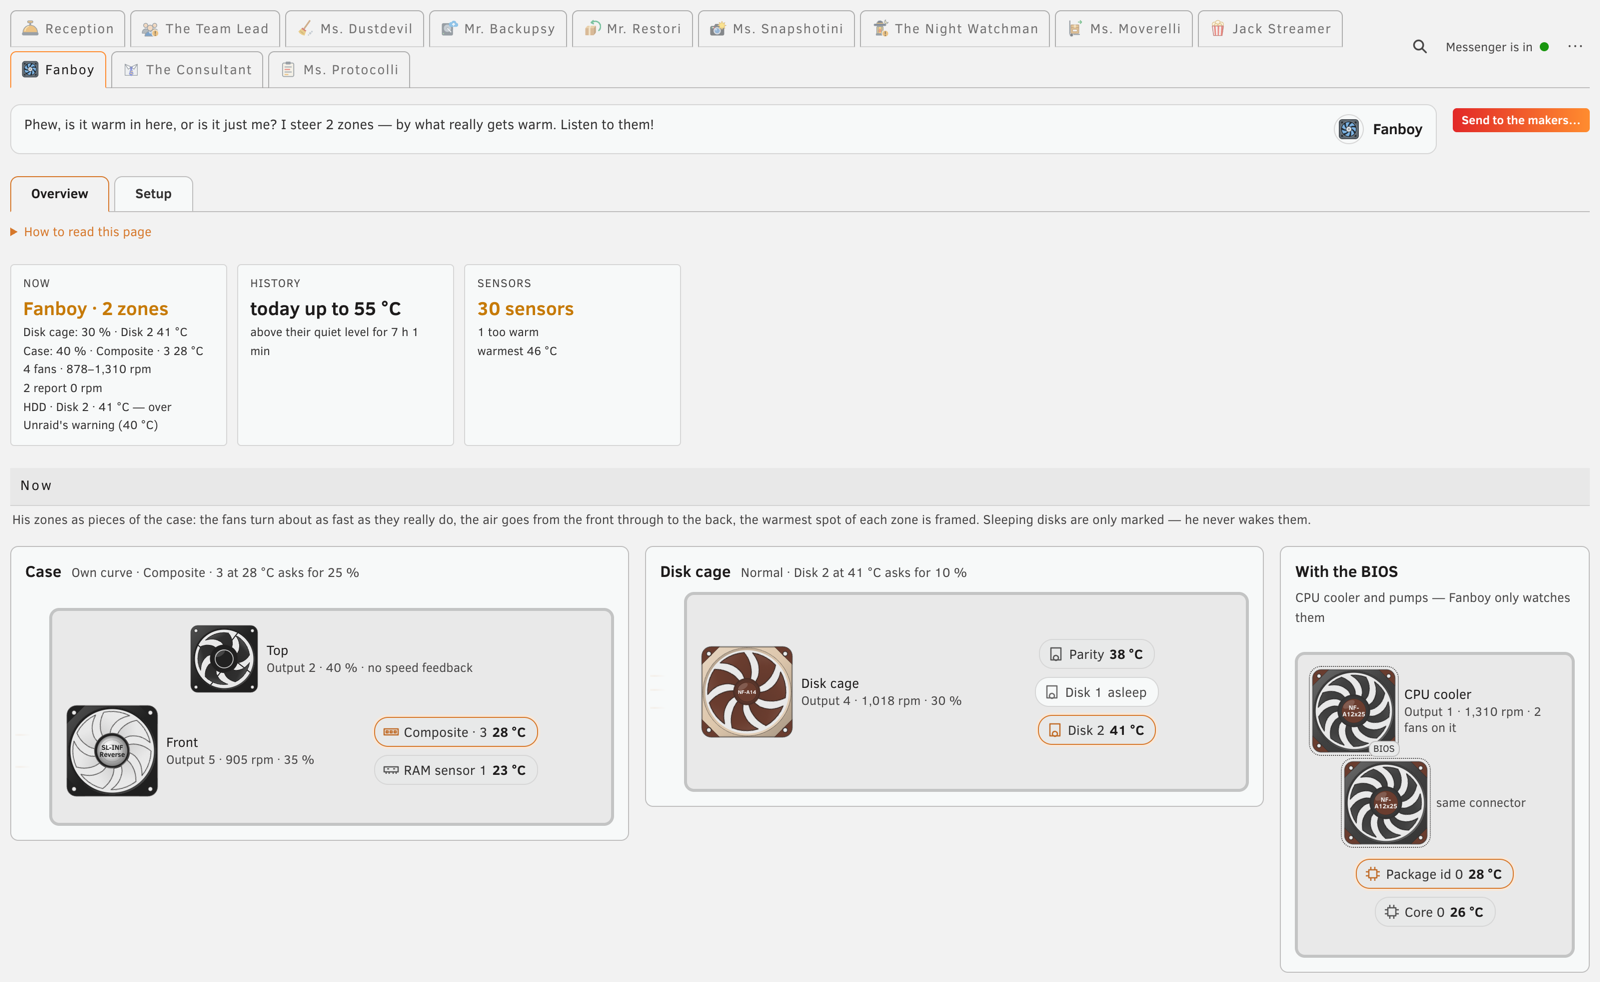 Reception
The Team Lead
Ms. Dustdevil
Mr. Backupsy
Mr. Restori
Ms. Snapshotini
The Night Watchman
Ms. Moverelli
Jack Streamer
Messenger is in
Fanboy
The Consultant
Ms. Protocolli
Phew, is it warm in here, or is it just me? I steer 2 zones — by what really gets warm. Listen to them!
Fanboy
Send to the makers...
Overview
Setup
How to read this page
NOW
Fanboy · 2 zones
Disk cage: 30 % · Disk 2 41 °C
Case: 40 % · Composite · 3 28 °C
4 fans · 878–1,310 rpm
2 report 0 rpm
HDD · Disk 2 · 41 °C — over
Unraid's warning (40 °C)
HISTORY
today up to 55 °C
above their quiet level for 7 h 1
min
SENSORS
30 sensors
1 too warm
warmest 46 °C
Now
His zones as pieces of the case: the fans turn about as fast as they really do, the air goes from the front through to the back, the warmest spot of each zone is framed. Sleeping disks are only marked — he never wakes them.
Case Own curve · Composite · 3 at 28 °C asks for 25 %
Top
Output 2 · 40 % · no speed feedback
SL-INF
Reverse
Front
Output 5 · 905 rpm · 35 %
Composite · 3 28 °C
RAM sensor 1 23 °C
Disk cage Normal · Disk 2 at 41 °C asks for 10 %
NF-A14
Disk cage
Output 4 · 1,018 rpm · 30 %
Parity 38 °C
Disk 1 asleep
Disk 2 41 °C
With the BIOS
CPU cooler and pumps — Fanboy only watches
them
NF-
A12x25
BIOS
CPU cooler
Output 1 · 1,310 rpm · 2
fans on it
NF-
A12x25
same connector
Package id 0 28 °C
Core 0 26 °C